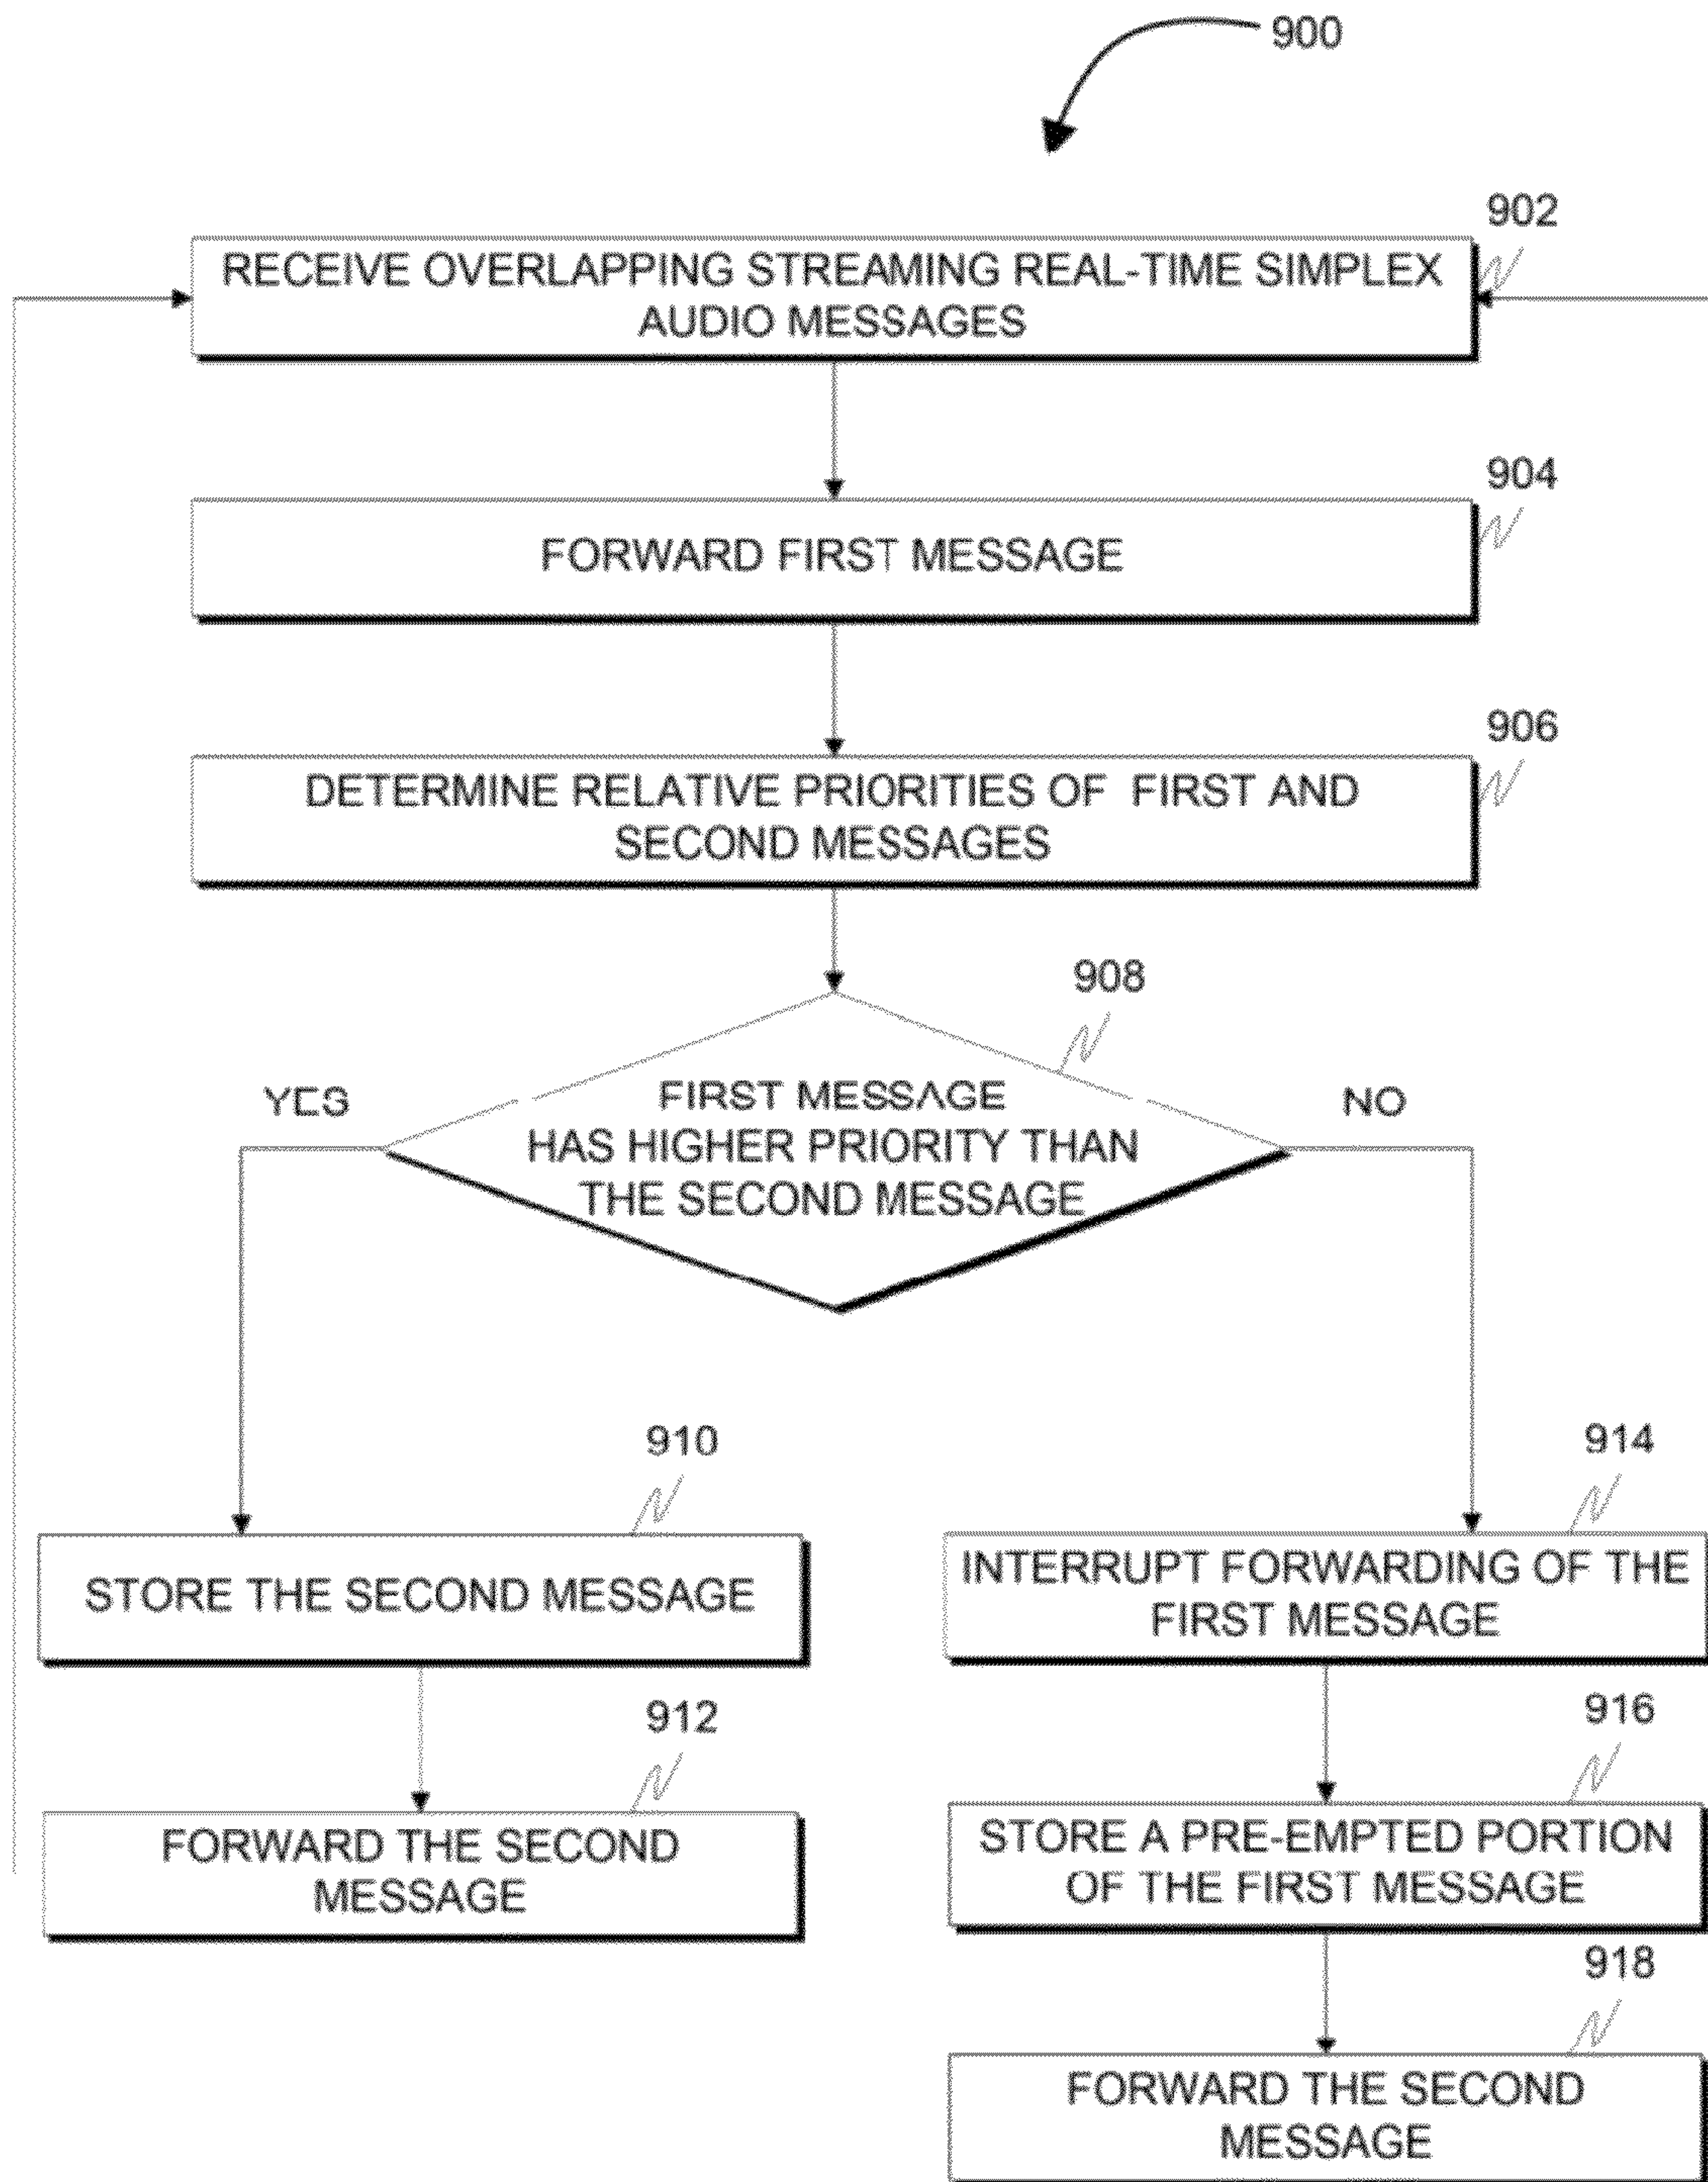 900
902
RECEIVE OVERLAPPING STREAMING REAL-TIME SIMPLEX
AUDIO MESSAGES
904
FORWARD FIRST MESSAGE
906
DETERMINE RELATIVE PRIORITIES OF FIRST AND
SECOND MESSAGES
908
YES
NO
FIRST MESSAGE
HAS HIGHER PRIORITY THAN
THE SECOND MESSAGE
910
STORE THE SECOND MESSAGE
912
FORWARD THE SECOND
MESSAGE
914
INTERRUPT FORWARDING OF THE
FIRST MESSAGE
916
STORE A PRE-EMPTED PORTION
OF THE FIRST MESSAGE
918
FORWARD THE SECOND
MESSAGE